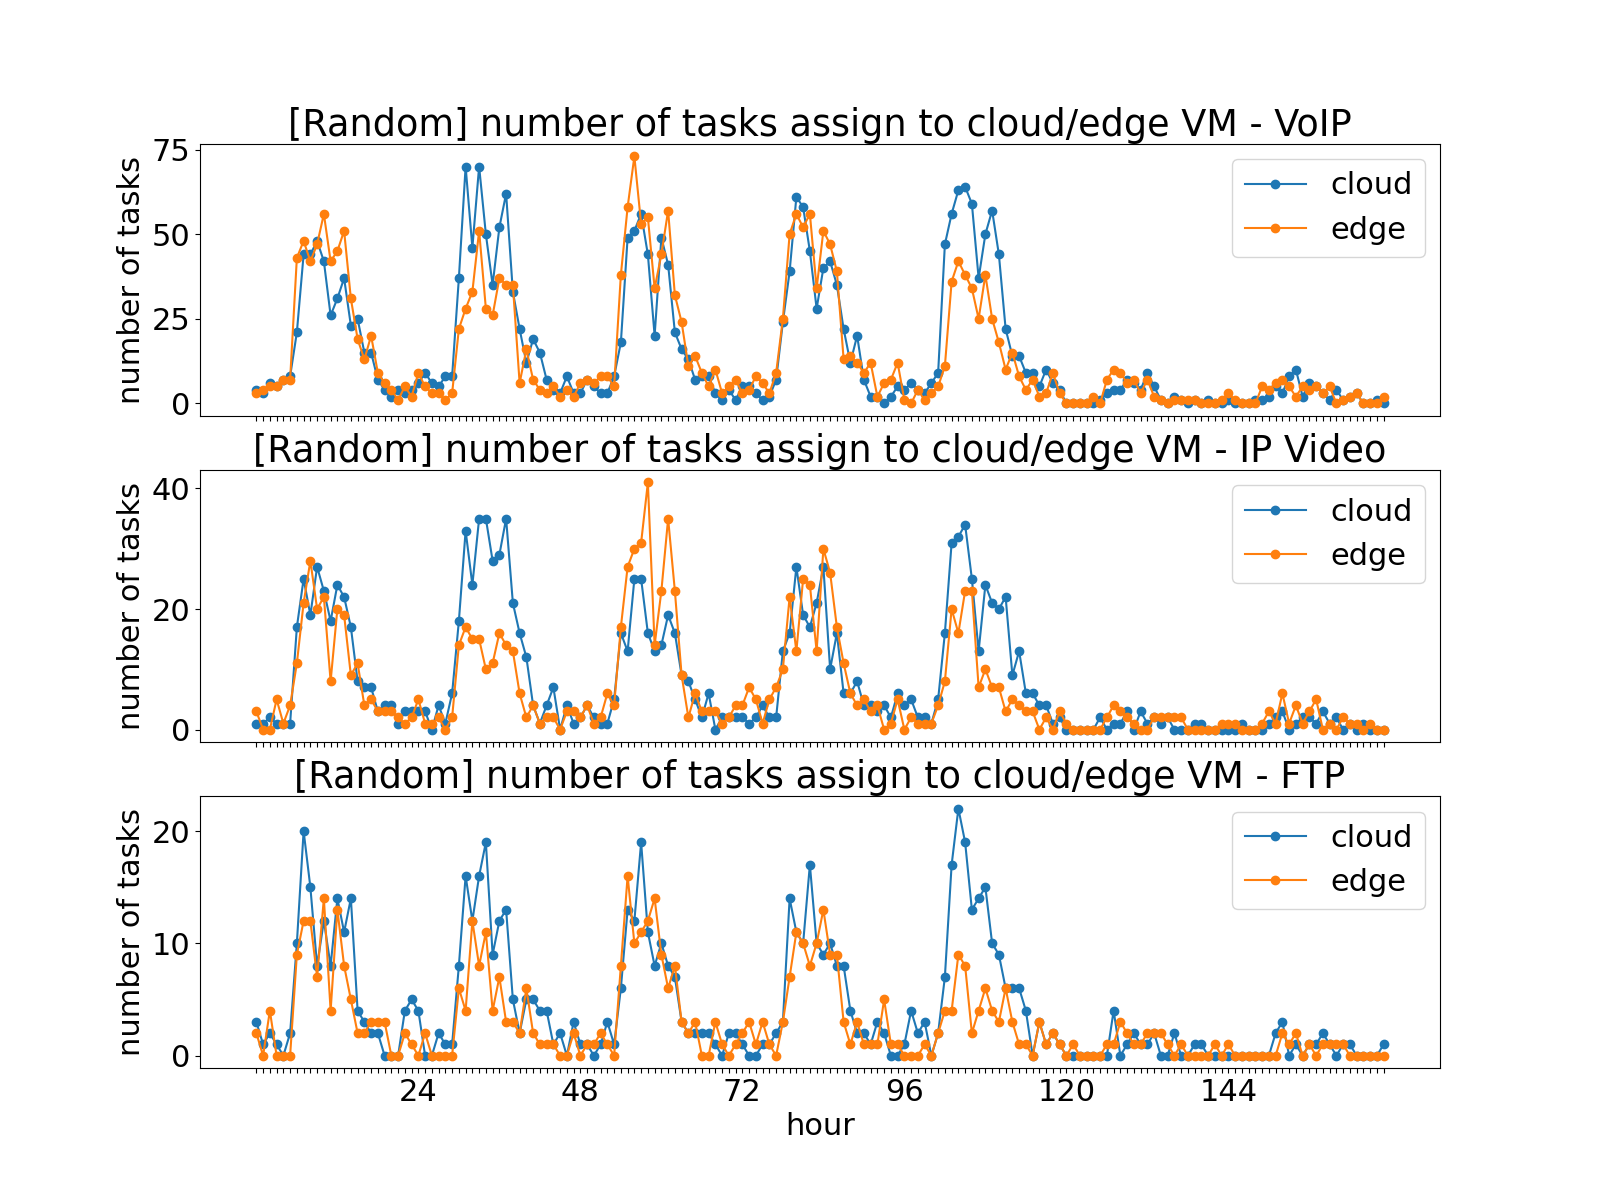 [Random] number of tasks assign to cloud/edge VM - VoIP
number of tasks
75
50
25
0
cloud
edge
[Random] number of tasks assign to cloud/edge VM - IP Video
number of tasks
40
20
0
cloud
edge
[Random] number of tasks assign to cloud/edge VM - FTP
number of tasks
20
10
0
cloud
edge
24 48 72 96 120 144
hour